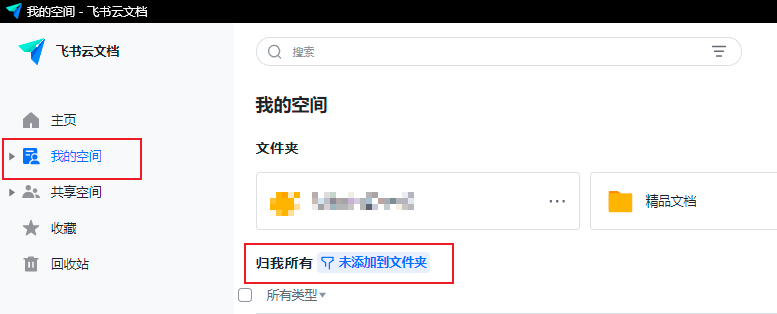 我的空间 - 飞书云文档
飞书云文档
搜索
主页
我的空间
共享空间
收藏
回收站
我的空间
文件夹
精品文档
归我所有 未添加到文件夹
所有类型